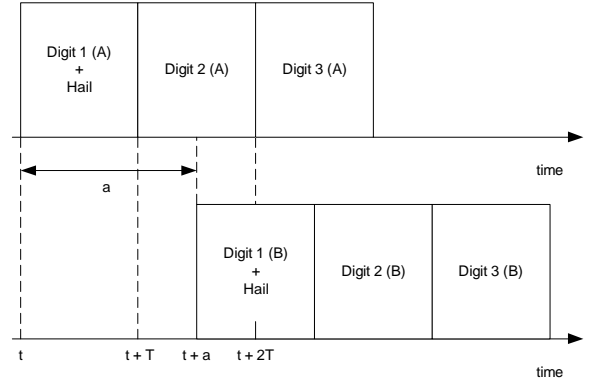 Digit 1 (A)
+
Hail
Digit 2 (A)
Digit 3 (A)
time
a
Digit 1 (B)
+
Hail
Digit 2 (B)
Digit 3 (B)
t
t + T
t + a
t + 2T
time